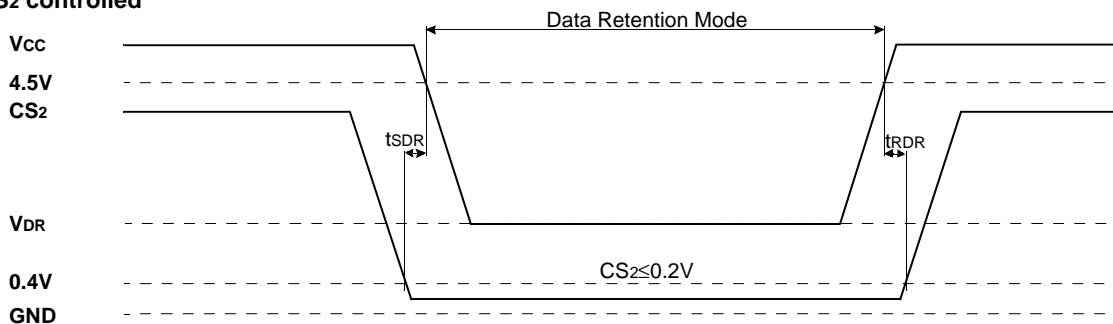 S2 controlled
Data Retention Mode
VCC
4.5V
CS2
tSDR
tRDR
VDR
0.4V
CS2≤0.2V
GND